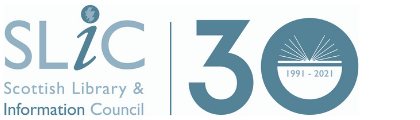 SLiC
Scottish Library &
Information Council
30
1991 - 2021